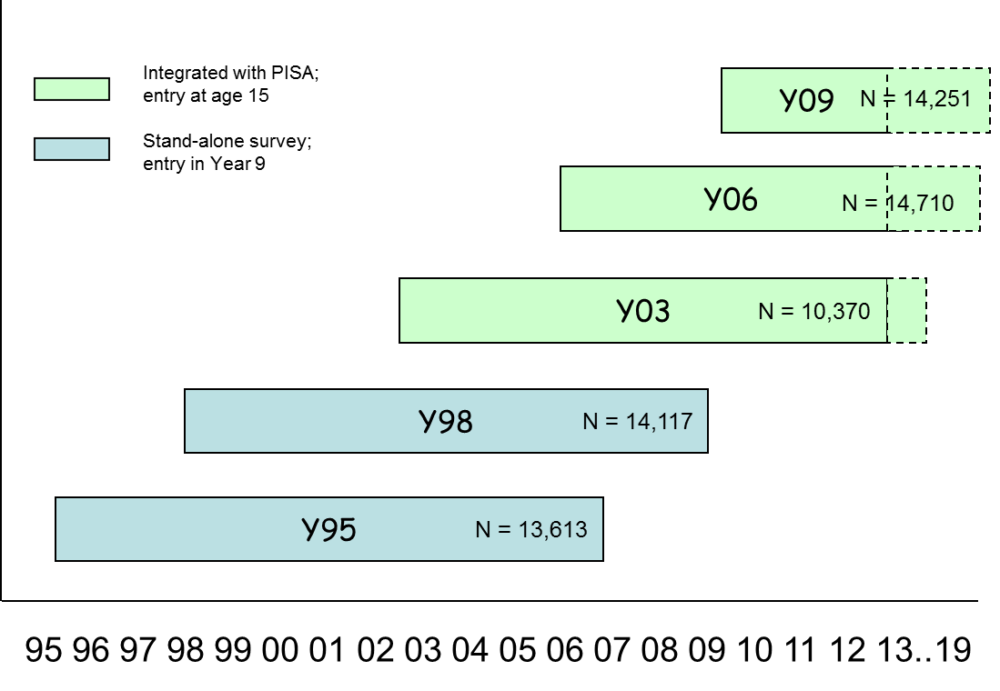 Integrated with PISA;
entry at age 15
Stand-alone survey;
entry in Year 9
Y09 N = 14,251
Y06 N = 14,710
Y03 N = 10,370
Y98 N = 14,117
Y95 N = 13,613
95 96 97 98 99 00 01 02 03 04 05 06 07 08 09 10 11 12 13..19